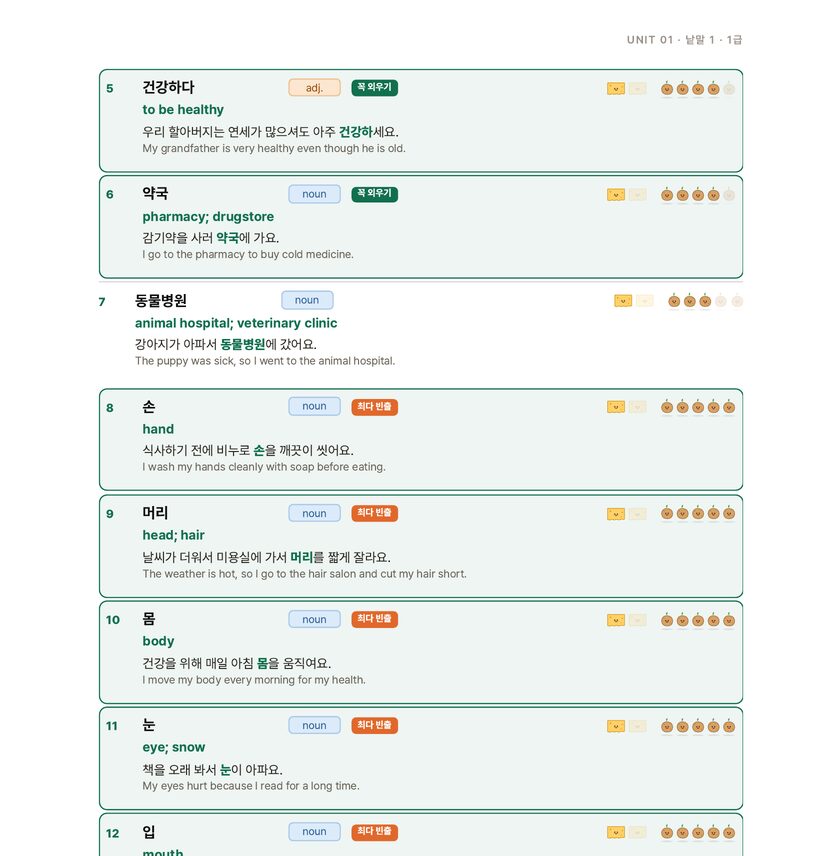 UNIT 01 · 낱말 1 · 1급
5 건강하다 adj. 꼭 외우기
to be healthy
우리 할아버지는 연세가 많으셔도 아주 건강하세요.
My grandfather is very healthy even though he is old.
6 약국 noun 꼭 외우기
pharmacy; drugstore
감기약을 사러 약국에 가요.
I go to the pharmacy to buy cold medicine.
7 동물병원 noun
animal hospital; veterinary clinic
강아지가 아파서 동물병원에 갔어요.
The puppy was sick, so I went to the animal hospital.
8 손 noun 최다 빈출
hand
식사하기 전에 비누로 손을 깨끗이 씻어요.
I wash my hands cleanly with soap before eating.
9 머리 noun 최다 빈출
head; hair
날씨가 더워서 미용실에 가서 머리를 짧게 잘라요.
The weather is hot, so I go to the hair salon and cut my hair short.
10 몸 noun 최다 빈출
body
건강을 위해 매일 아침 몸을 움직여요.
I move my body every morning for my health.
11 눈 noun 최다 빈출
eye; snow
책을 오래 봐서 눈이 아파요.
My eyes hurt because I read for a long time.
12 입 noun 최다 빈출
mouth